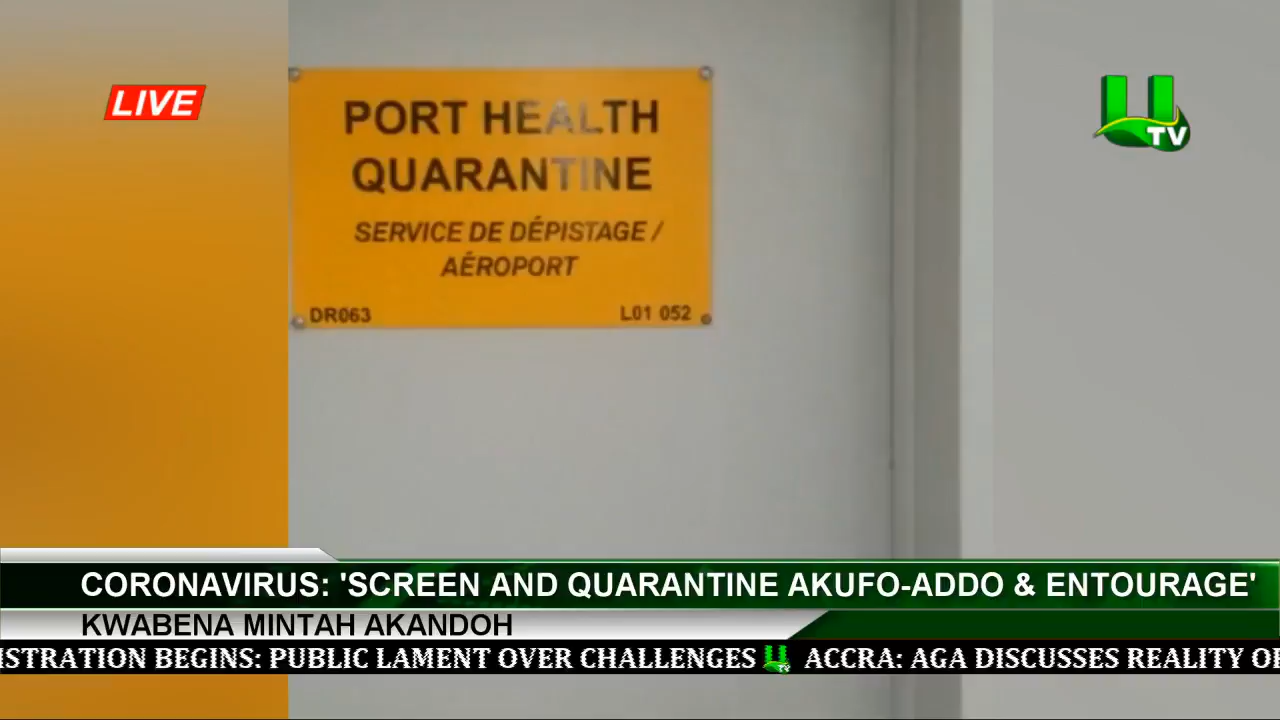 LIVE
U
TV
PORT HEALTH
QUARANTINE
SERVICE DE DÉPISTAGE /
AÉROPORT
DR063
L01 052
CORONAVIRUS: 'SCREEN AND QUARANTINE AKUFO-ADDO & ENTOURAGE'
KWABENA MINTAH AKANDOH
ISTRATION BEGINS: PUBLIC LAMENT OVER CHALLENGES U TV ACCRA: AGA DISCUSSES REALITY OF